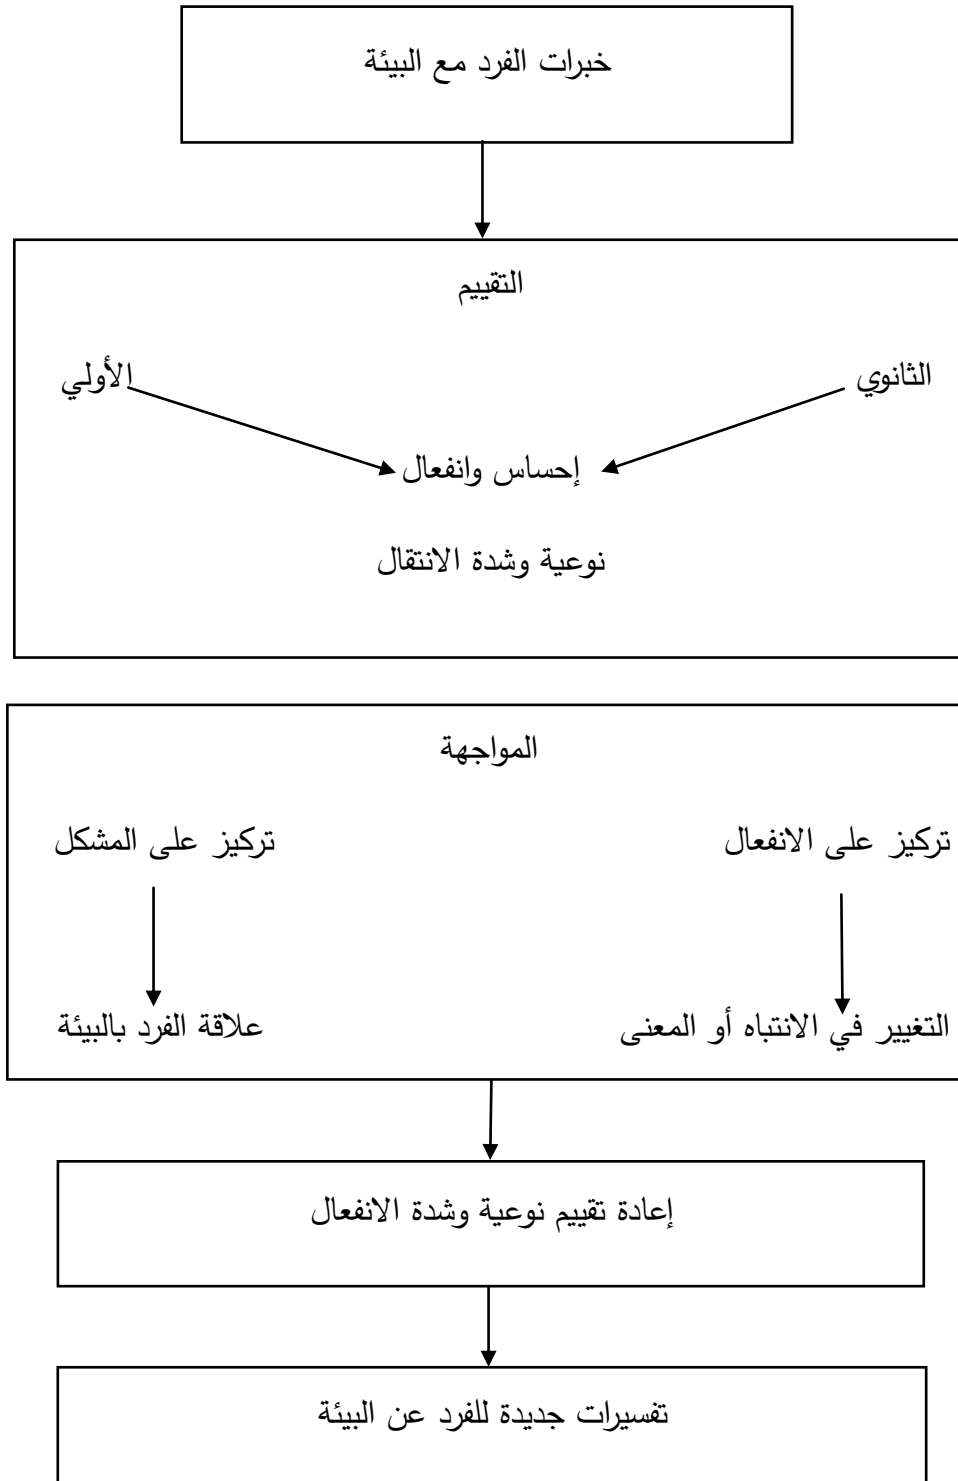 خبرات الفرد مع البيئة
التقييم
الثانوي
الأولي
إحساس وانفعال
نوعية وشدة الانتقال
المواجهة
تركيز على الانفعال
تركيز على المشكل
التغيير في الانتباه أو المعنى
علاقة الفرد بالبيئة
إعادة تقييم نوعية وشدة الانفعال
تفسيرات جديدة للفرد عن البيئة